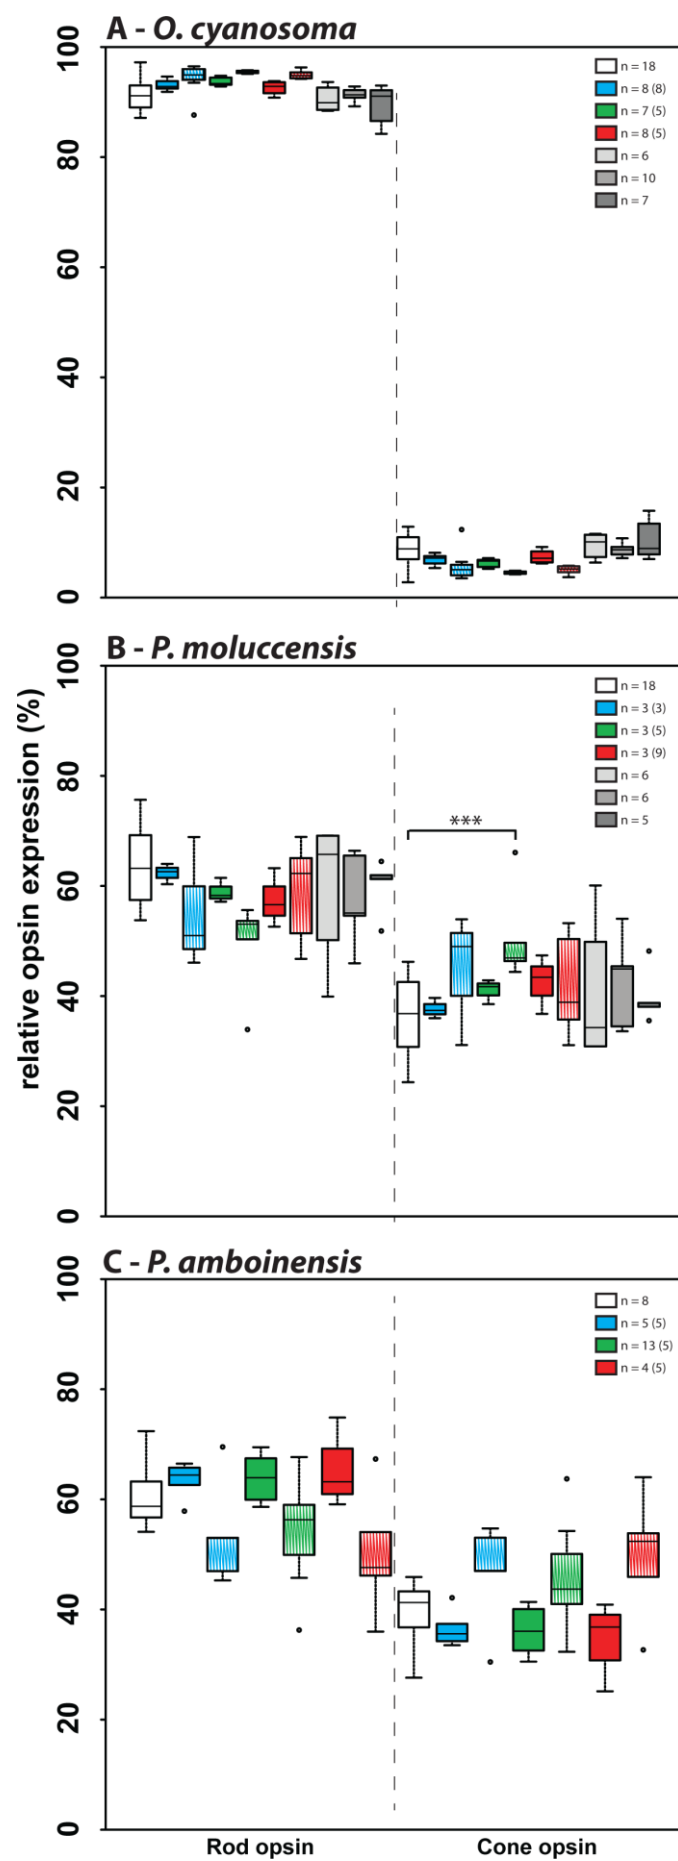 A - O. cyanosoma
100
80
60
40
20
0
n = 18
n = 8 (8)
n = 7 (5)
n = 8 (5)
n = 6
n = 10
n = 7
relative opsin expression (%)
B - P. moluccensis
100
80
60
40
20
0
n = 18
n = 3 (3)
n = 3 (5)
n = 3 (9)
n = 6
n = 6
n = 5
***
C - P. amboinensis
100
80
60
40
20
0
n = 8
n = 5 (5)
n = 13 (5)
n = 4 (5)
Rod opsin Cone opsin